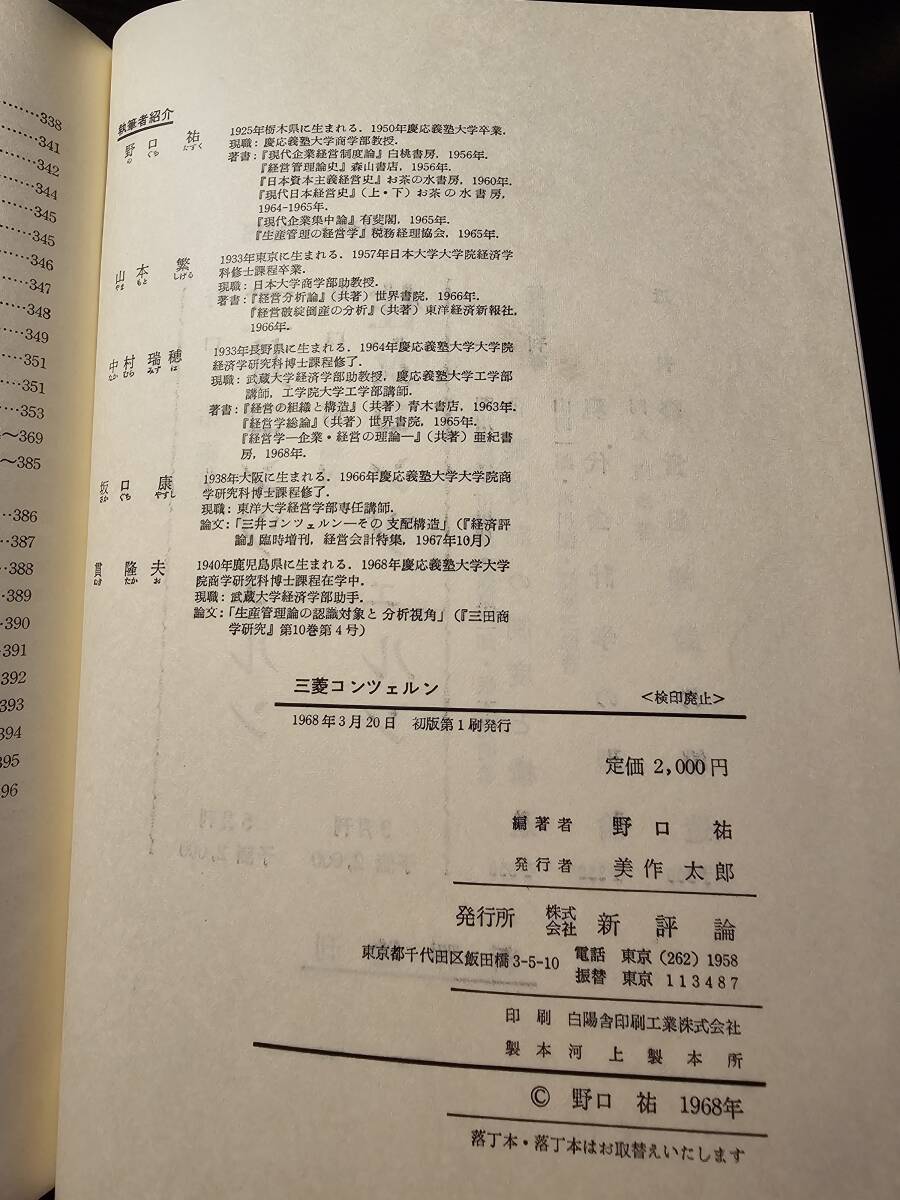 338
341
342
344
345
345
346
347
348
349
351
351
353
～369
～385
386
387
388
389
390
391
392
393
394
395
96
執筆者紹介
野口 祐
の ぐち たすく
1925年栃木県に生まれる．1950年慶応義塾大学卒業．
現職：慶応義塾大学商学部教授．
著書：『現代企業経営制度論』白桃書房，1956年．
『経営管理論史』森山書店，1956年．
『日本資本主義経営史』お茶の水書房，1960年．
『現代日本経営史』（上・下）お茶の水書房，
1964-1965年．
『現代企業集中論』有斐閣，1965年．
『生産管理の経営学』税務経理協会，1965年．
山本 繁
やま もと しげる
1933年東京に生まれる．1957年日本大学大学院経済学
科修士課程卒業．
現職：日本大学商学部助教授．
著書：『経営分析論』（共著）世界書院，1966年．
『経営破綻倒産の分析』（共著）東洋経済新報社，
1966年．
中村 瑞穂
なか むら みず ほ
1933年長野県に生まれる．1964年慶応義塾大学大学院
経済学研究科博士課程修了．
現職：武蔵大学経済学部助教授，慶応義塾大学工学部
講師，工学院大学工学部講師．
著書：『経営の組織と構造』（共著）青木書店，1963年．
『経営学総論』（共著）世界書院，1965年．
『経営学―企業・経営の理論―』（共著）亜紀書
房，1968年．
坂口 康
さか ぐち やすし
1938年大阪に生まれる．1966年慶応義塾大学大学院商
学研究科博士課程修了．
現職：東洋大学経営学部専任講師．
論文：「三井コンツェルン―その支配構造」（『経済評
論』臨時増刊，経営会計特集，1967年10月）
貫 隆夫
ぬき たか お
1940年鹿児島県に生まれる．1968年慶応義塾大学大学
院商学研究科博士課程在学中．
現職：武蔵大学経済学部助手．
論文：「生産管理論の認識対象と分析視角」（『三田商
学研究』第10巻第4号）
三菱コンツェルン ＜検印廃止＞
1968年3月20日 初版第1刷発行
定価 2,000円
編著者 野口 祐
発行者 美作太郎
発行所 株式会社 新評論
東京都千代田区飯田橋3-5-10 電話 東京（262）1958
振替 東京 113487
印刷 白陽舎印刷工業株式会社
製本 河上製本所
© 野口 祐 1968年
落丁本・落丁本はお取替えいたします